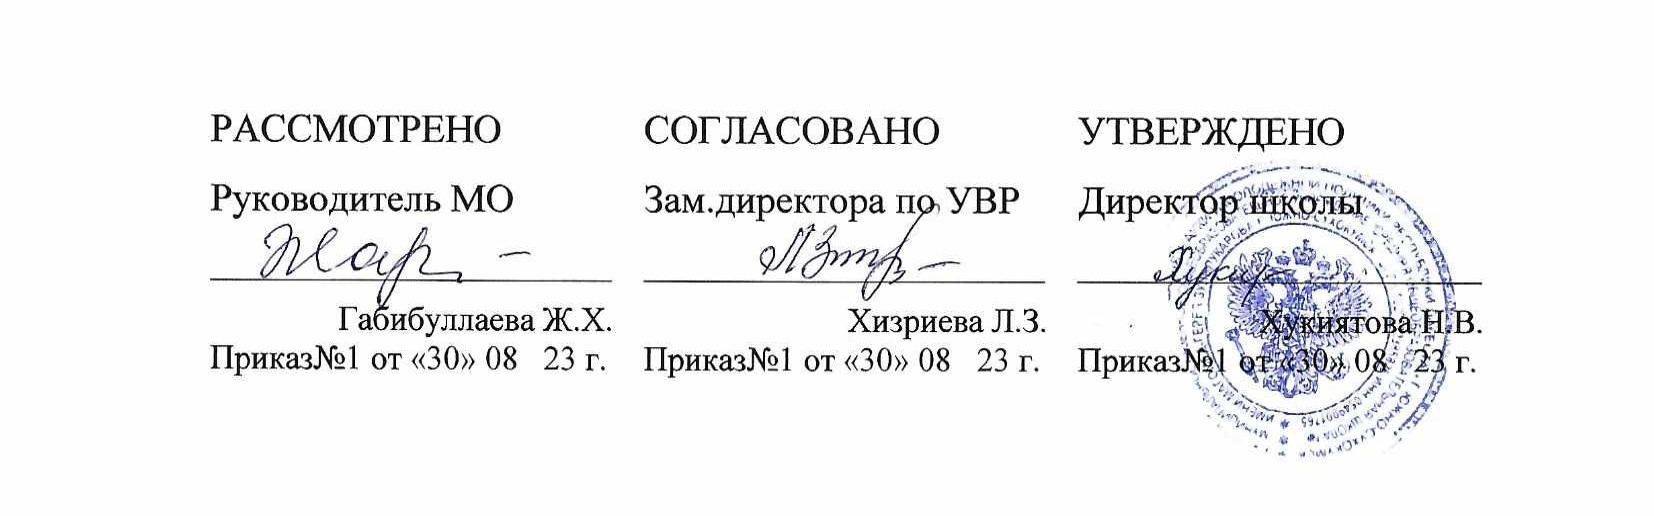 РАССМОТРЕНО
Руководитель МО
Габибуллаева Ж.Х.
Приказ№1 от «30» 08 23 г.
СОГЛАСОВАНО
Зам.директора по УВР
Хизриева Л.З.
Приказ№1 от «30» 08 23 г.
УТВЕРЖДЕНО
Директор школы
Хукиятова Н.В.
Приказ№1 от «30» 08 23 г.